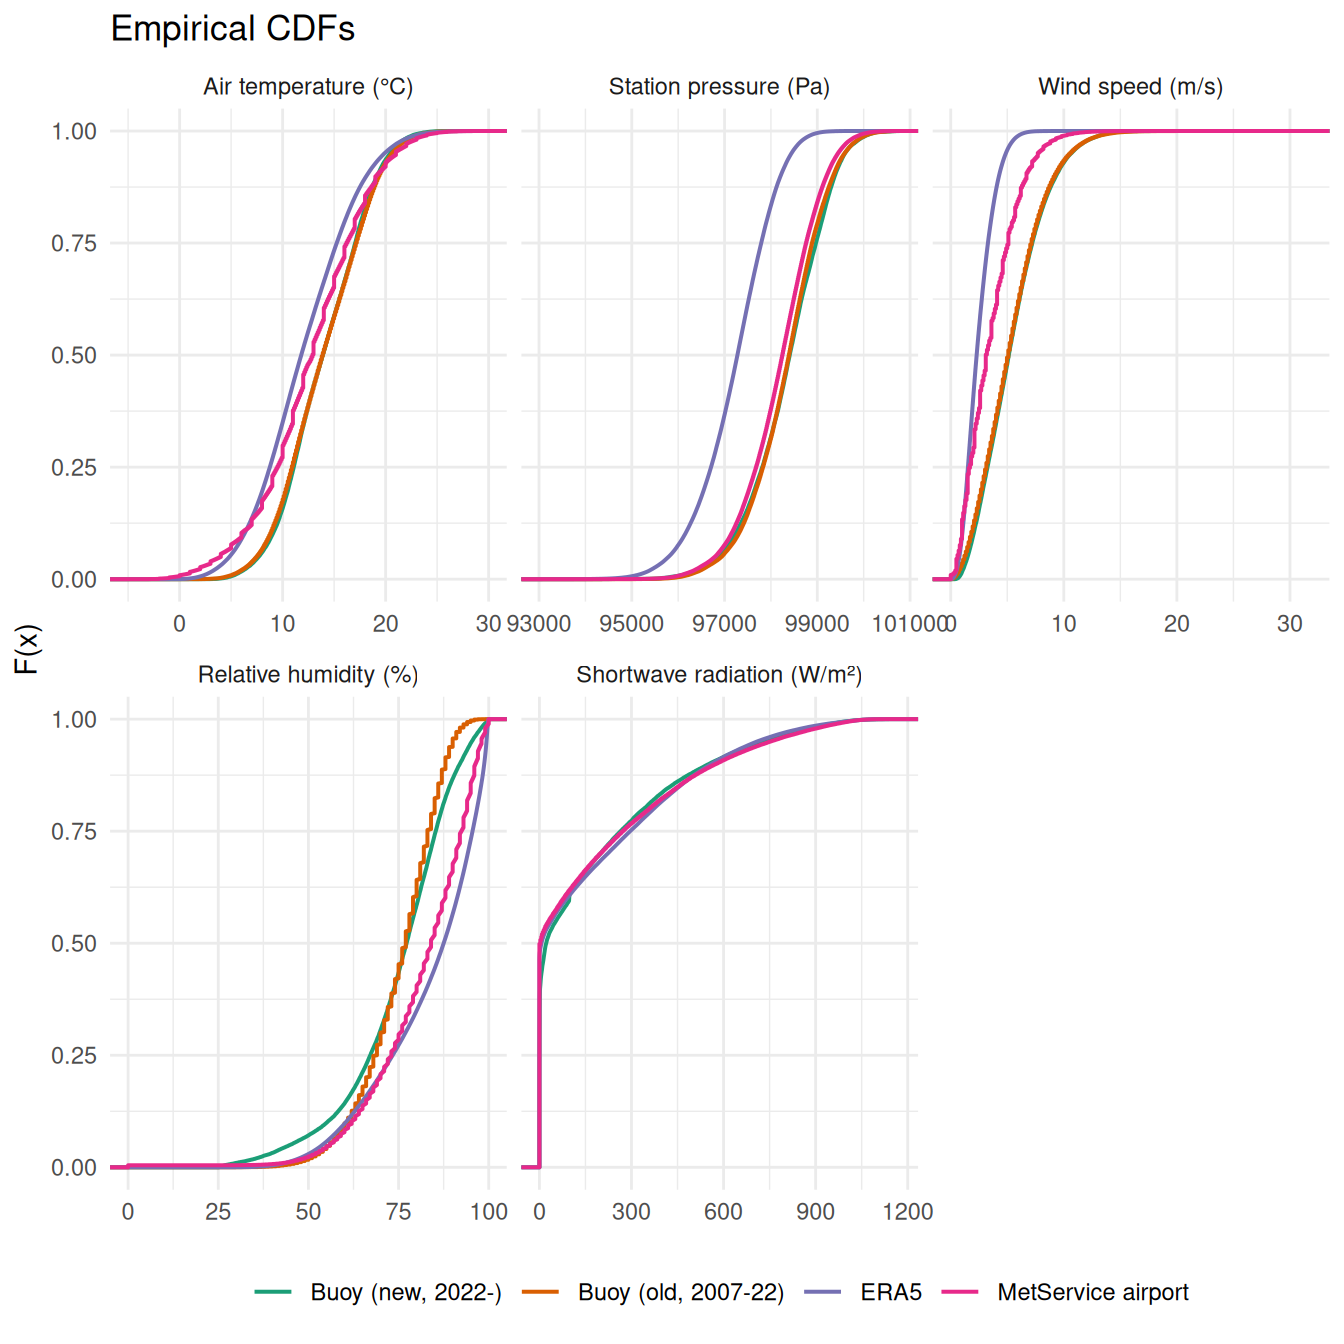 Empirical CDFs
Air temperature (°C)
Station pressure (Pa)
Wind speed (m/s)
1.00
0.75
0.50
0.25
0.00
0 10 20 30
93000 95000 97000 99000 101000
0 10 20 30
F(x)
Relative humidity (%)
Shortwave radiation (W/m²)
1.00
0.75
0.50
0.25
0.00
0 25 50 75 100
0 300 600 900 1200
Buoy (new, 2022-) Buoy (old, 2007-22) ERA5 MetService airport